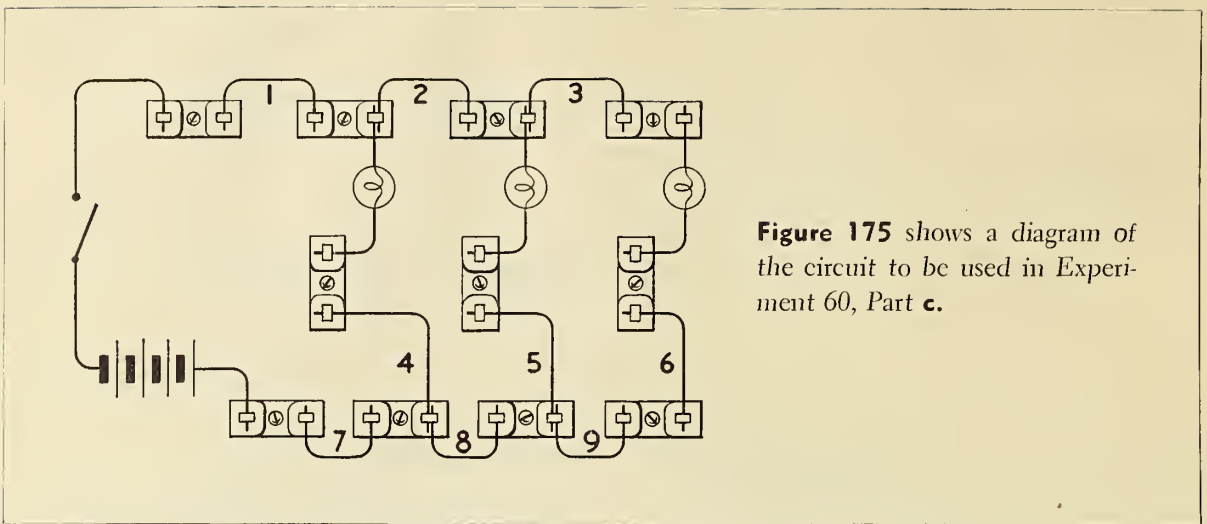 1 2 3
4 5 6
7 8 9
Figure 175 shows a diagram of
the circuit to be used in Experi-
ment 60, Part c.